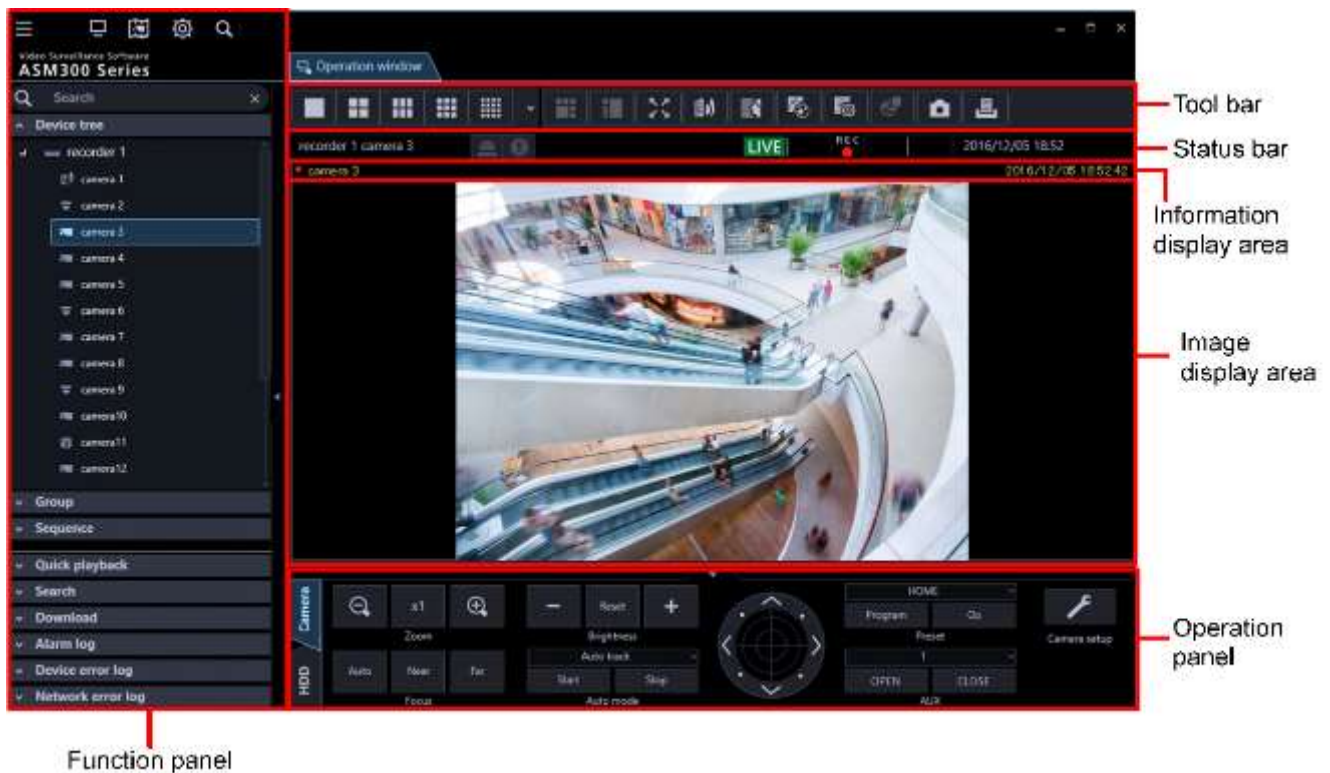 Video Surveillance Software
ASM300 Series
Operation window
Search
Device tree
recorder 1
camera 1
camera 2
camera 3
camera 4
camera 5
camera 6
camera 7
camera 8
camera 9
camera10
camera11
camera12
Group
Sequence
Quick playback
Search
Download
Alarm log
Device error log
Network error log
Function panel
Tool bar
recorder 1 camera 3
LIVE
REC
2016/12/05 18:52
Status bar
camera 3
2016/12/05 18:52:42
Information
display area
Image
display area
Camera
HDD
x1
Zoom
Auto
Near
Far
Focus
Reset
Brightness
Auto track
Start
Stop
Auto mode
HOME
Program
Go
Preset
1
OPEN
CLOSE
AUX
Camera setup
Operation
panel